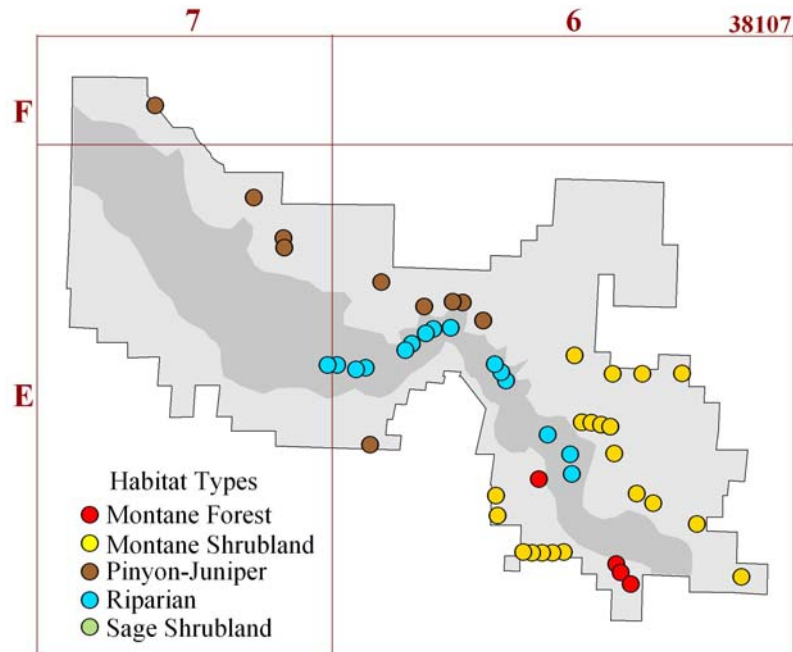 7 6 38107
F
E
Habitat Types
Montane Forest
Montane Shrubland
Pinyon-Juniper
Riparian
Sage Shrubland